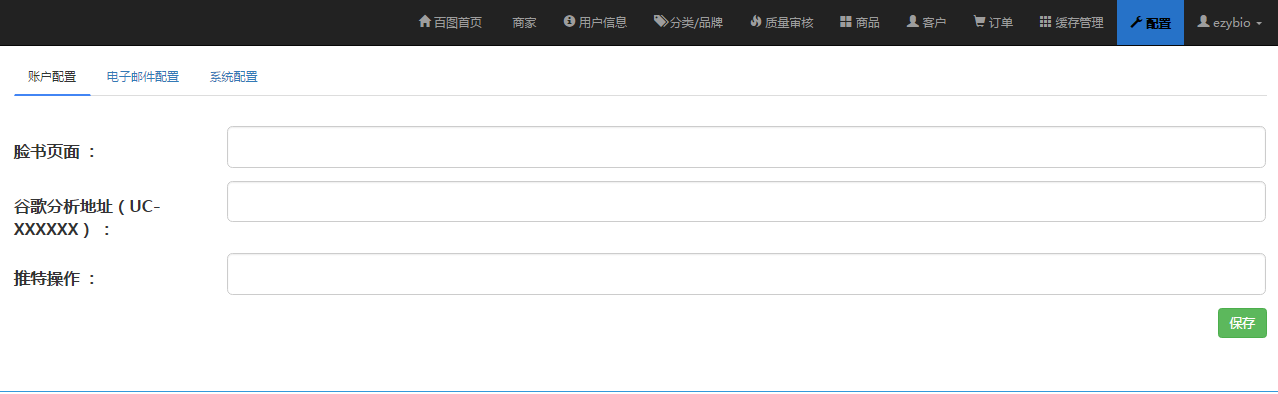 百图首页 商家 用户信息 分类/品牌 质量审核 商品 客户 订单 缓存管理 配置 ezybio
账户配置 电子邮件配置 系统配置
脸书页面 ：
谷歌分析地址（UC-
XXXXXX） ：
推特操作 ：
保存